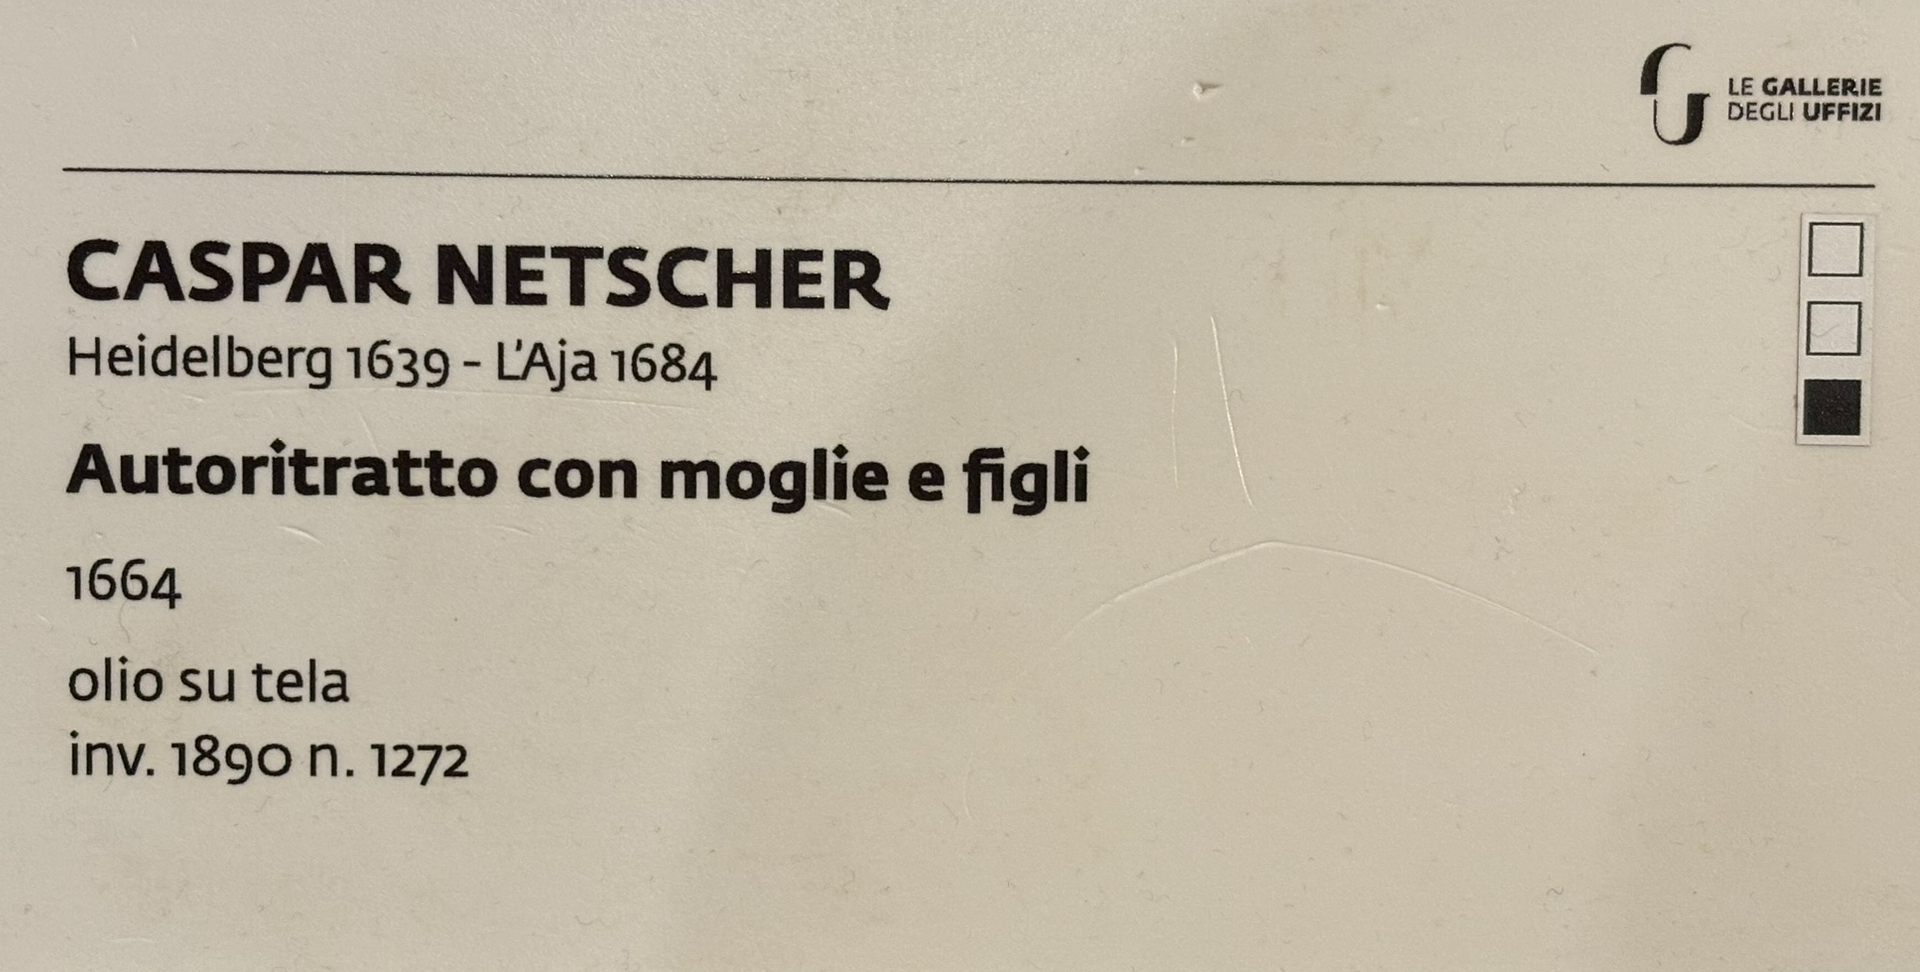 LE GALLERIE
DEGLI UFFIZI
CASPAR NETSCHER
Heidelberg 1639 - L'Aja 1684
Autoritratto con moglie e figli
1664
olio su tela
inv. 1890 n. 1272